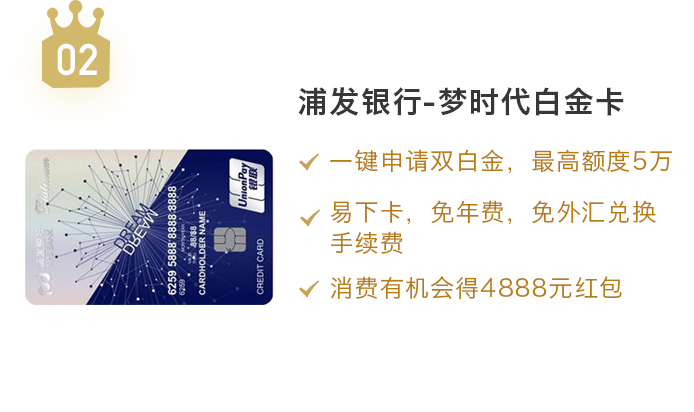 02
浦发银行-梦时代白金卡
一键申请双白金，最高额度5万
易下卡，免年费，免外汇兑换
手续费
消费有机会得4888元红包
浦发银行
Platinum
DREAM
DREAM
6259 5888 8888 8888
6259
88/88
CARDHOLDER NAME
CREDIT CARD
UnionPay
银联